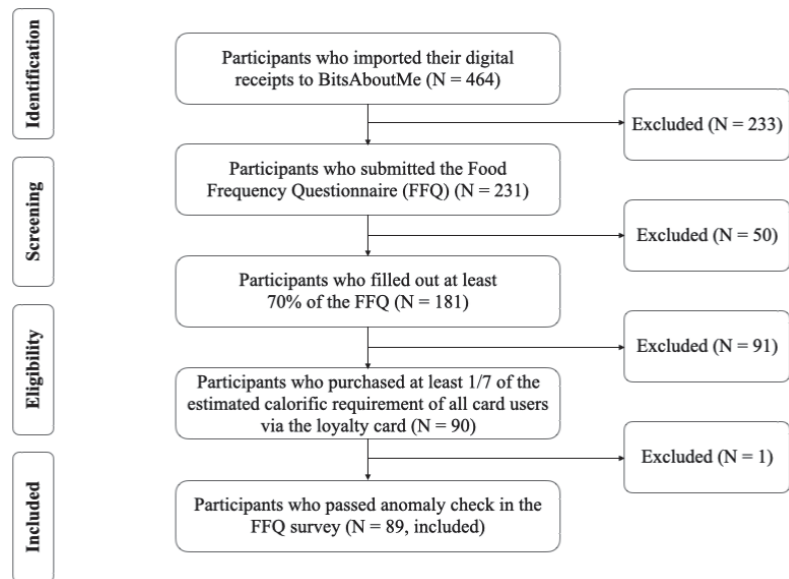 Identification
Participants who imported their digital
receipts to BitsAboutMe (N = 464)
Excluded (N = 233)
Screening
Participants who submitted the Food
Frequency Questionnaire (FFQ) (N = 231)
Excluded (N = 50)
Participants who filled out at least
70% of the FFQ (N = 181)
Eligibility
Excluded (N = 91)
Participants who purchased at least 1/7 of the
estimated calorific requirement of all card users
via the loyalty card (N = 90)
Included
Excluded (N = 1)
Participants who passed anomaly check in the
FFQ survey (N = 89, included)